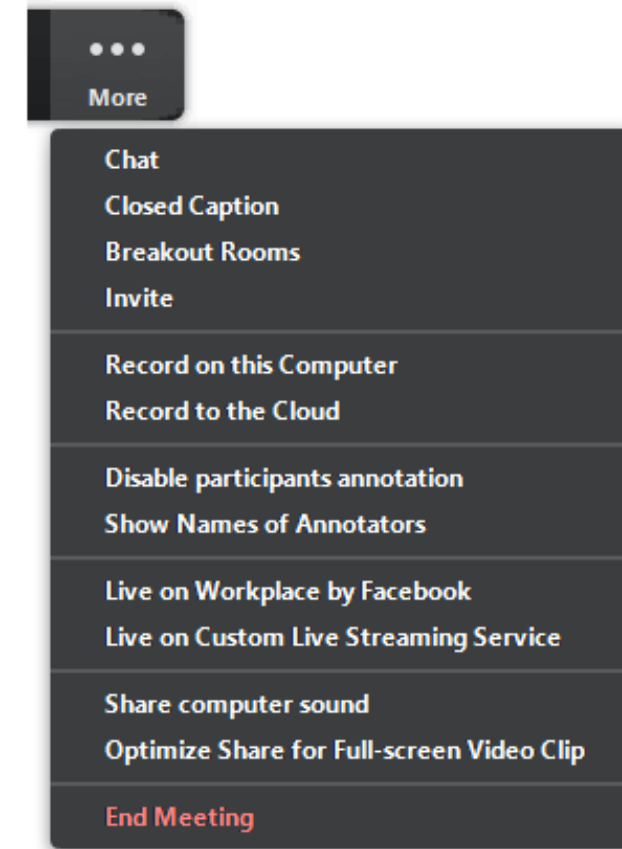 More
Chat
Closed Caption
Breakout Rooms
Invite
Record on this Computer
Record to the Cloud
Disable participants annotation
Show Names of Annotators
Live on Workplace by Facebook
Live on Custom Live Streaming Service
Share computer sound
Optimize Share for Full-screen Video Clip
End Meeting